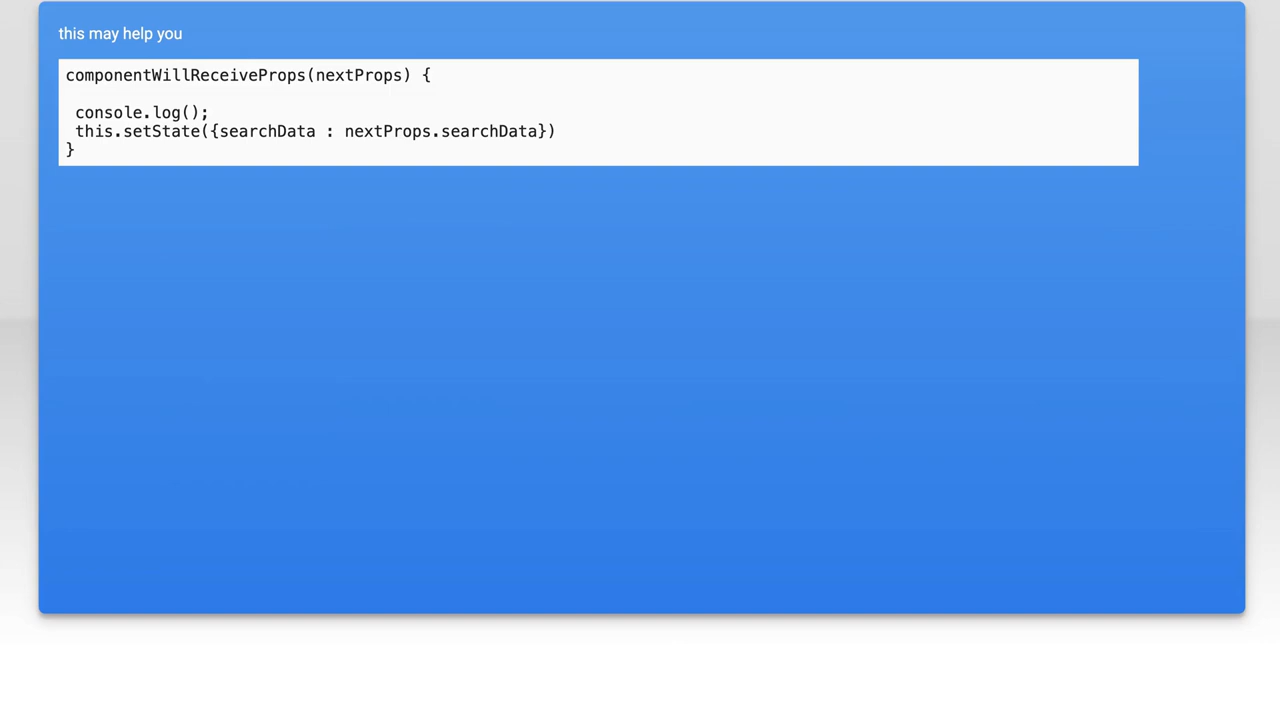 this may help you
componentWillReceiveProps(nextProps) {
console.log();
this.setState({searchData : nextProps.searchData})
}